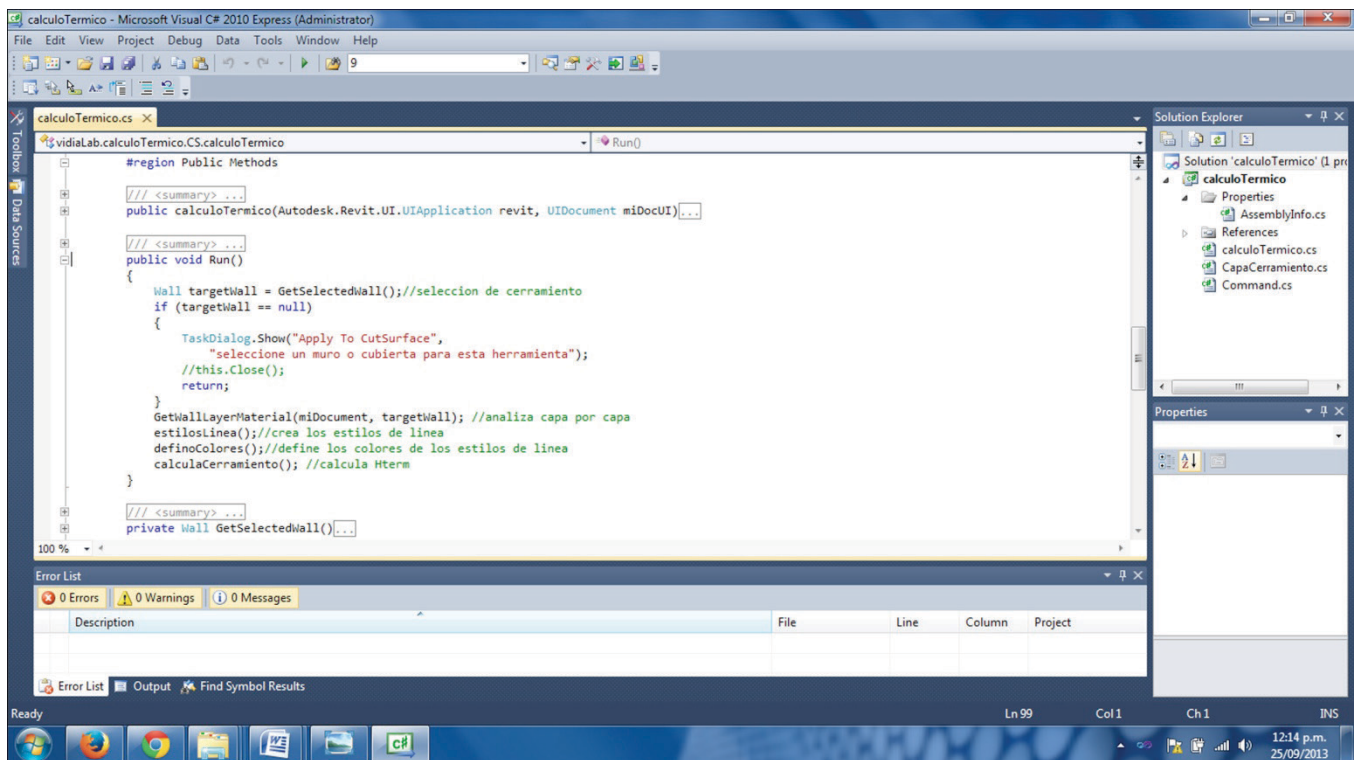 calculoTermico - Microsoft Visual C# 2010 Express (Administrator)
File Edit View Project Debug Data Tools Window Help
9
Toolbox
Data Sources
calculoTermico.cs
vidiaLab.calculoTermico.CS.calculoTermico
Run()
#region Public Methods
/// <summary> ...
public calculoTermico(Autodesk.Revit.UI.UIApplication revit, UIDocument miDocUI)...
/// <summary> ...
public void Run()
{
Wall targetWall = GetSelectedWall();//seleccion de cerramiento
if (targetWall == null)
{
TaskDialog.Show("Apply To CutSurface",
"seleccione un muro o cubierta para esta herramienta");
//this.Close();
return;
}
GetWallLayerMaterial(miDocument, targetWall); //analiza capa por capa
estilosLinea();//crea los estilos de linea
definoColores();//define los colores de los estilos de linea
calculaCerramiento(); //calcula Hterm
}
/// <summary> ...
private Wall GetSelectedWall()...
100 %
Solution Explorer
Solution 'calculoTermico' (1 pro
calculoTermico
Properties
AssemblyInfo.cs
References
calculoTermico.cs
CapaCerramiento.cs
Command.cs
Properties
Error List
0 Errors 0 Warnings 0 Messages
Description File Line Column Project
Error List Output Find Symbol Results
Ready Ln 99 Col 1 Ch 1 INS
12:14 p.m.
25/09/2013